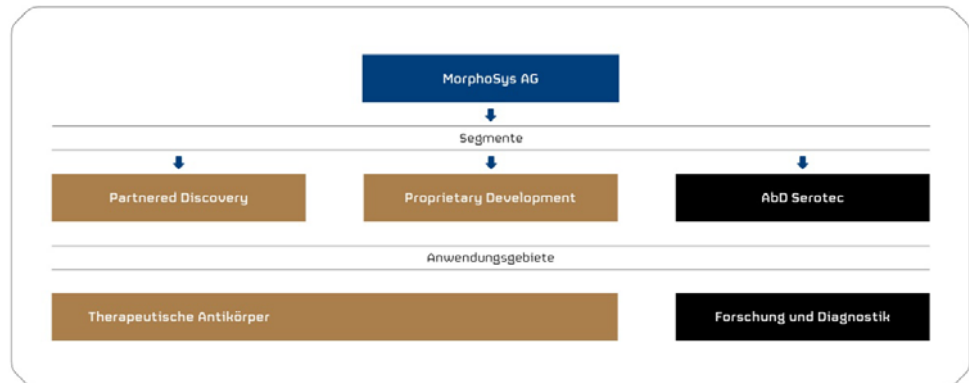 MorphoSys AG
Segmente
Partnered Discovery
Proprietary Development
AbD Serotec
Anwendungsgebiete
Therapeutische Antikörper
Forschung und Diagnostik